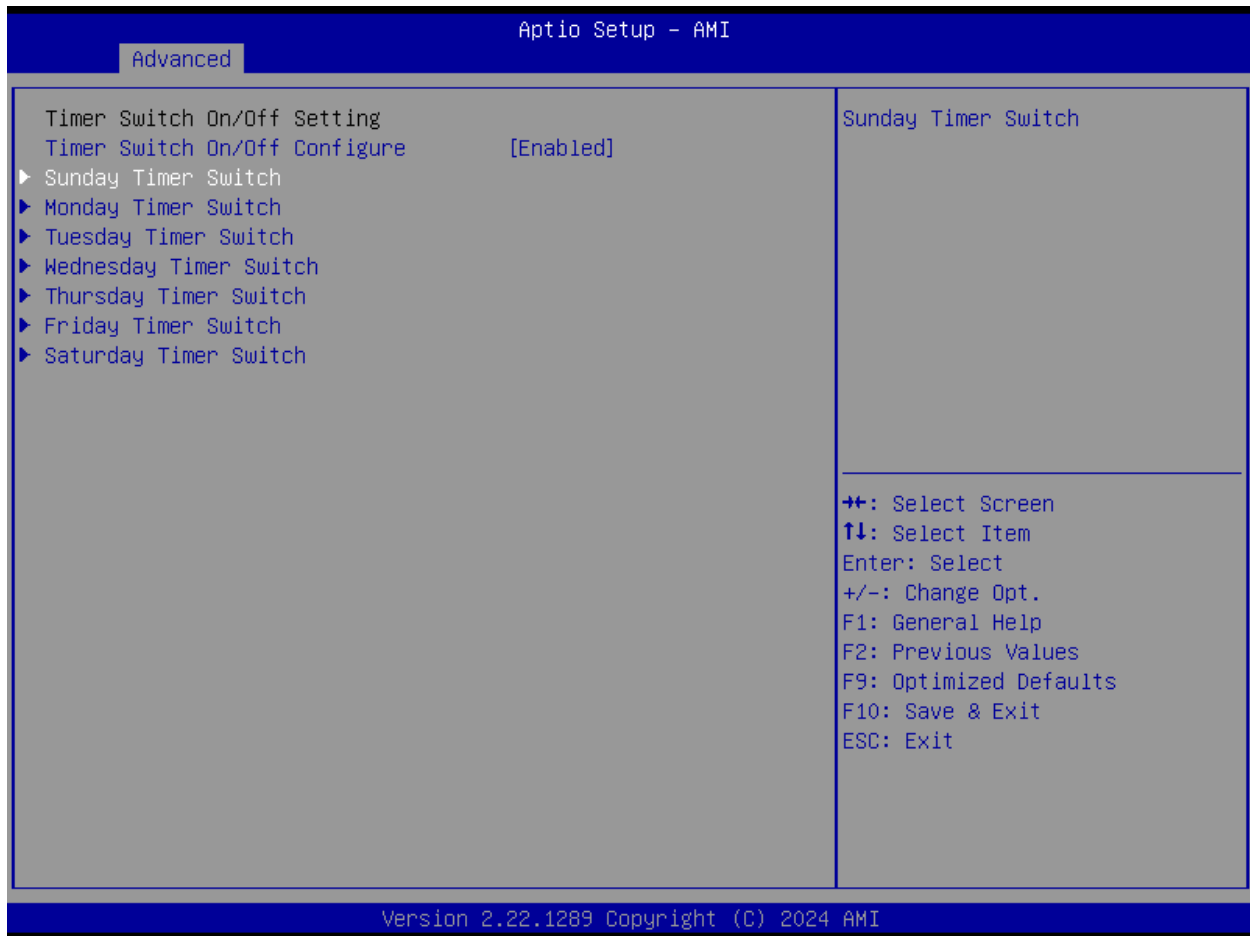 Aptio Setup – AMI
Advanced
Timer Switch On/Off Setting
Timer Switch On/Off Configure [Enabled]
▶ Sunday Timer Switch
▶ Monday Timer Switch
▶ Tuesday Timer Switch
▶ Wednesday Timer Switch
▶ Thursday Timer Switch
▶ Friday Timer Switch
▶ Saturday Timer Switch
Sunday Timer Switch
→←: Select Screen
↑↓: Select Item
Enter: Select
+/-: Change Opt.
F1: General Help
F2: Previous Values
F9: Optimized Defaults
F10: Save & Exit
ESC: Exit
Version 2.22.1289 Copyright (C) 2024 AMI